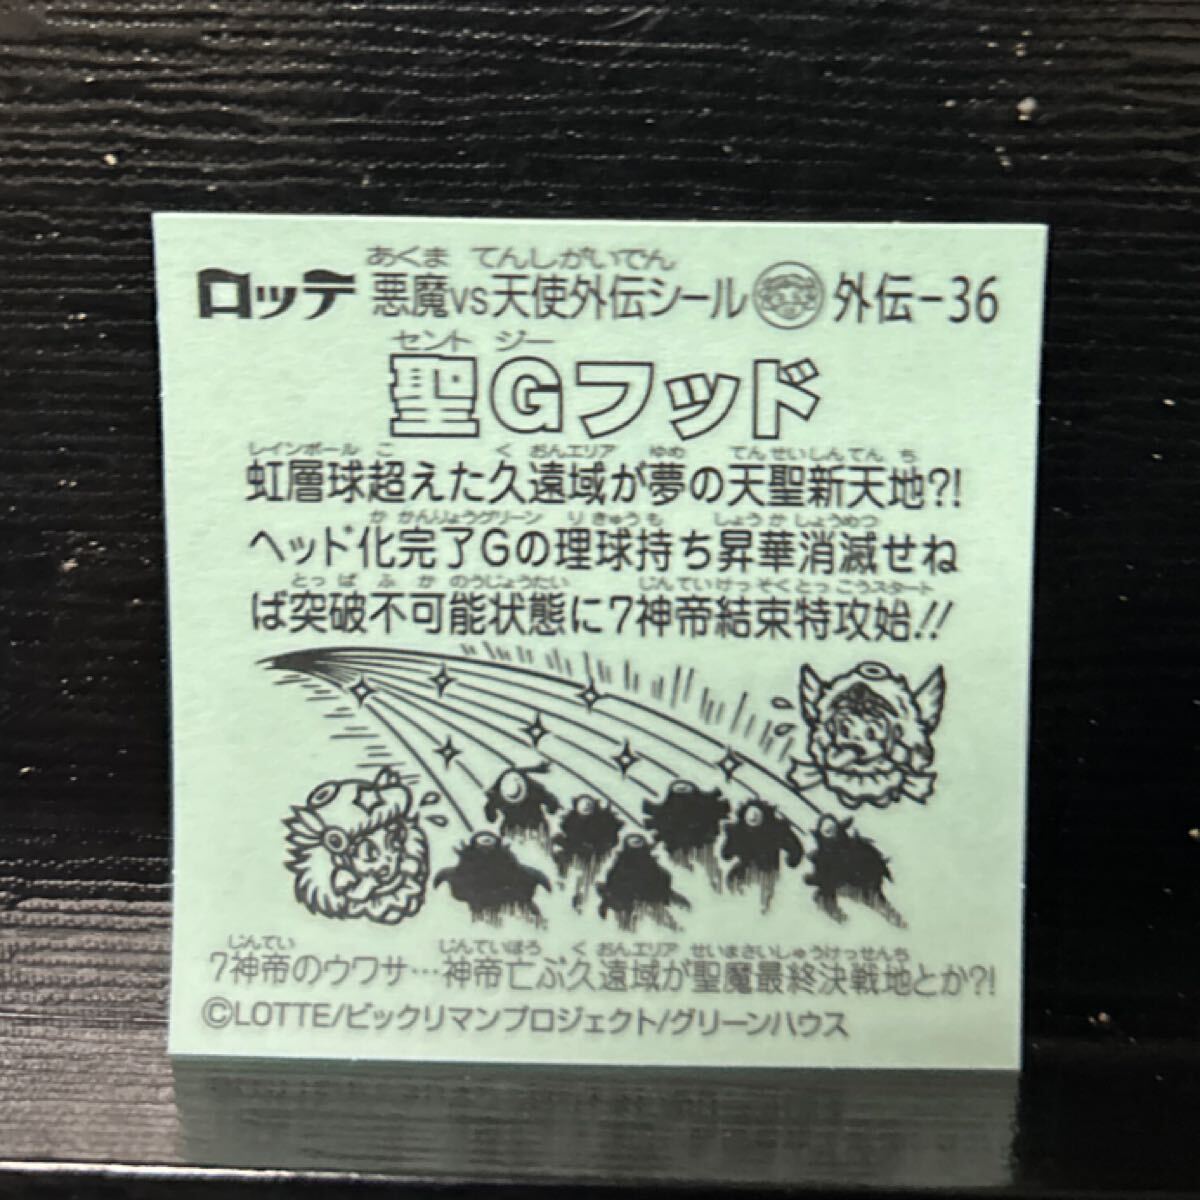 あくま てんしがいでん
ロッテ 悪魔VS天使外伝シール 外伝-36
セント ジー
聖Gフッド
レインボール こ く おんエリア ゆめ てんせいしんてん ち
虹層球超えた久遠域が夢の天聖新天地?!
か かんりょうグリーン り きゅうも しょうかしょうめつ
ヘッド化完了Gの理球持ち昇華消滅せね
とっぱ ふ か のうじょうたい じんていけっそくとっこうスタート
ば突破不可能状態に7神帝結束特攻始!!
じんてい じんていほろ く おんエリア せいまさいしゅうけっせんち
7神帝のウワサ…神帝亡ぶ久遠域が聖魔最終決戦地とか?!
©LOTTE/ビックリマンプロジェクト/グリーンハウス